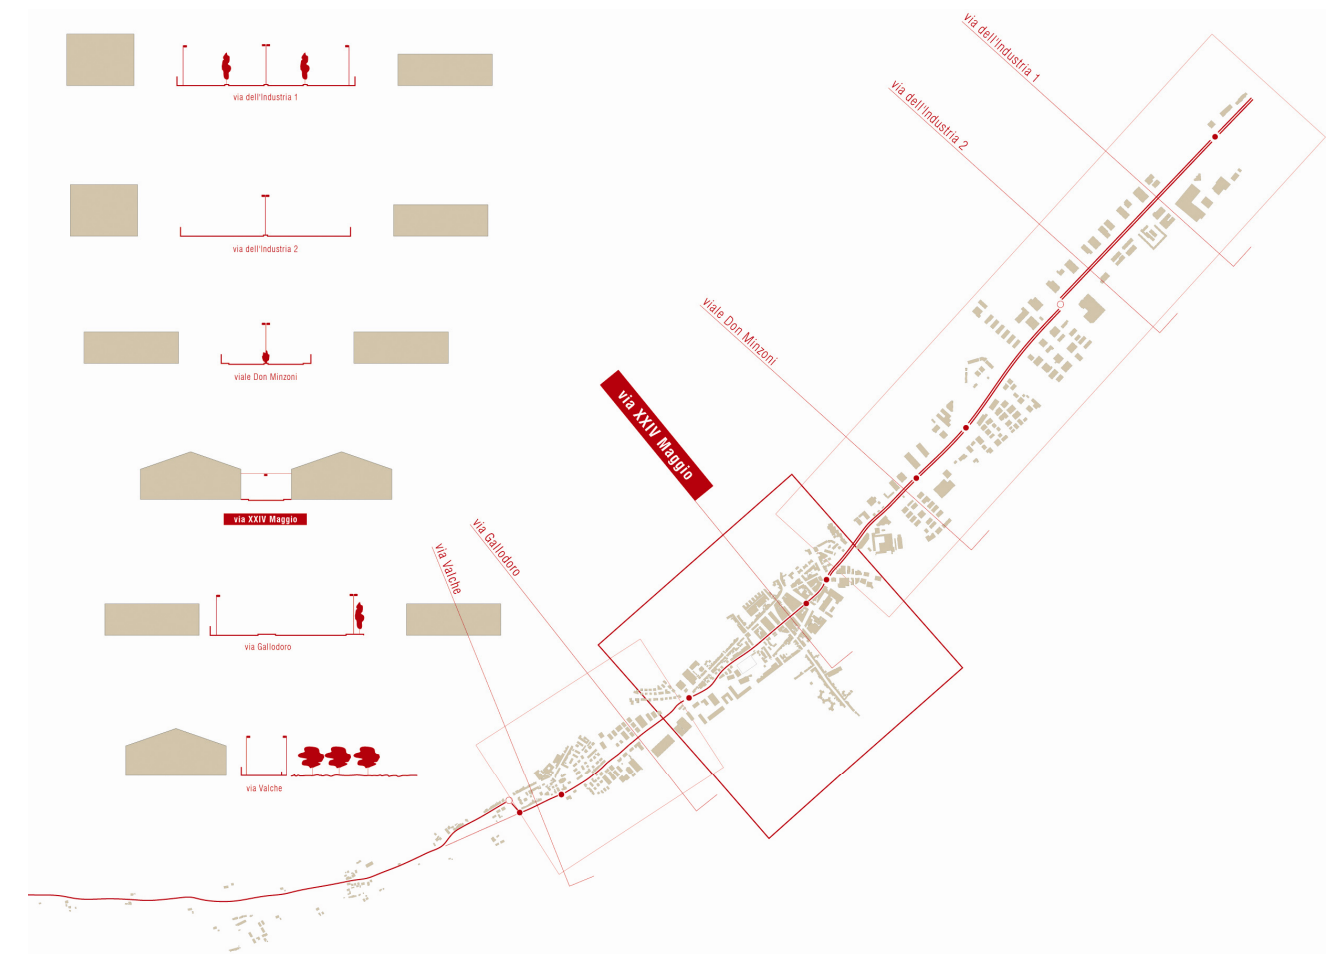 via dell'Industria 1
via dell'Industria 2
viale Don Minzoni
via XXIV Maggio
via Gallodoro
via Valche
via dell'Industria 1
via dell'Industria 2
viale Don Minzoni
via XXIV Maggio
via Gallodoro
via Valche